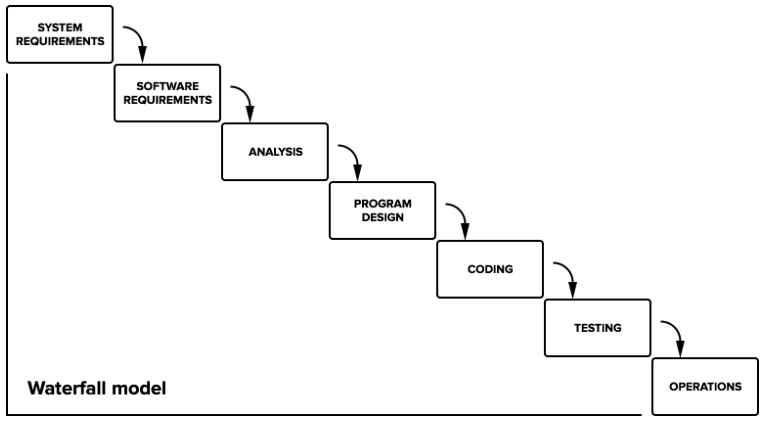 SYSTEM
REQUIREMENTS
SOFTWARE
REQUIREMENTS
ANALYSIS
PROGRAM
DESIGN
CODING
TESTING
OPERATIONS
Waterfall model